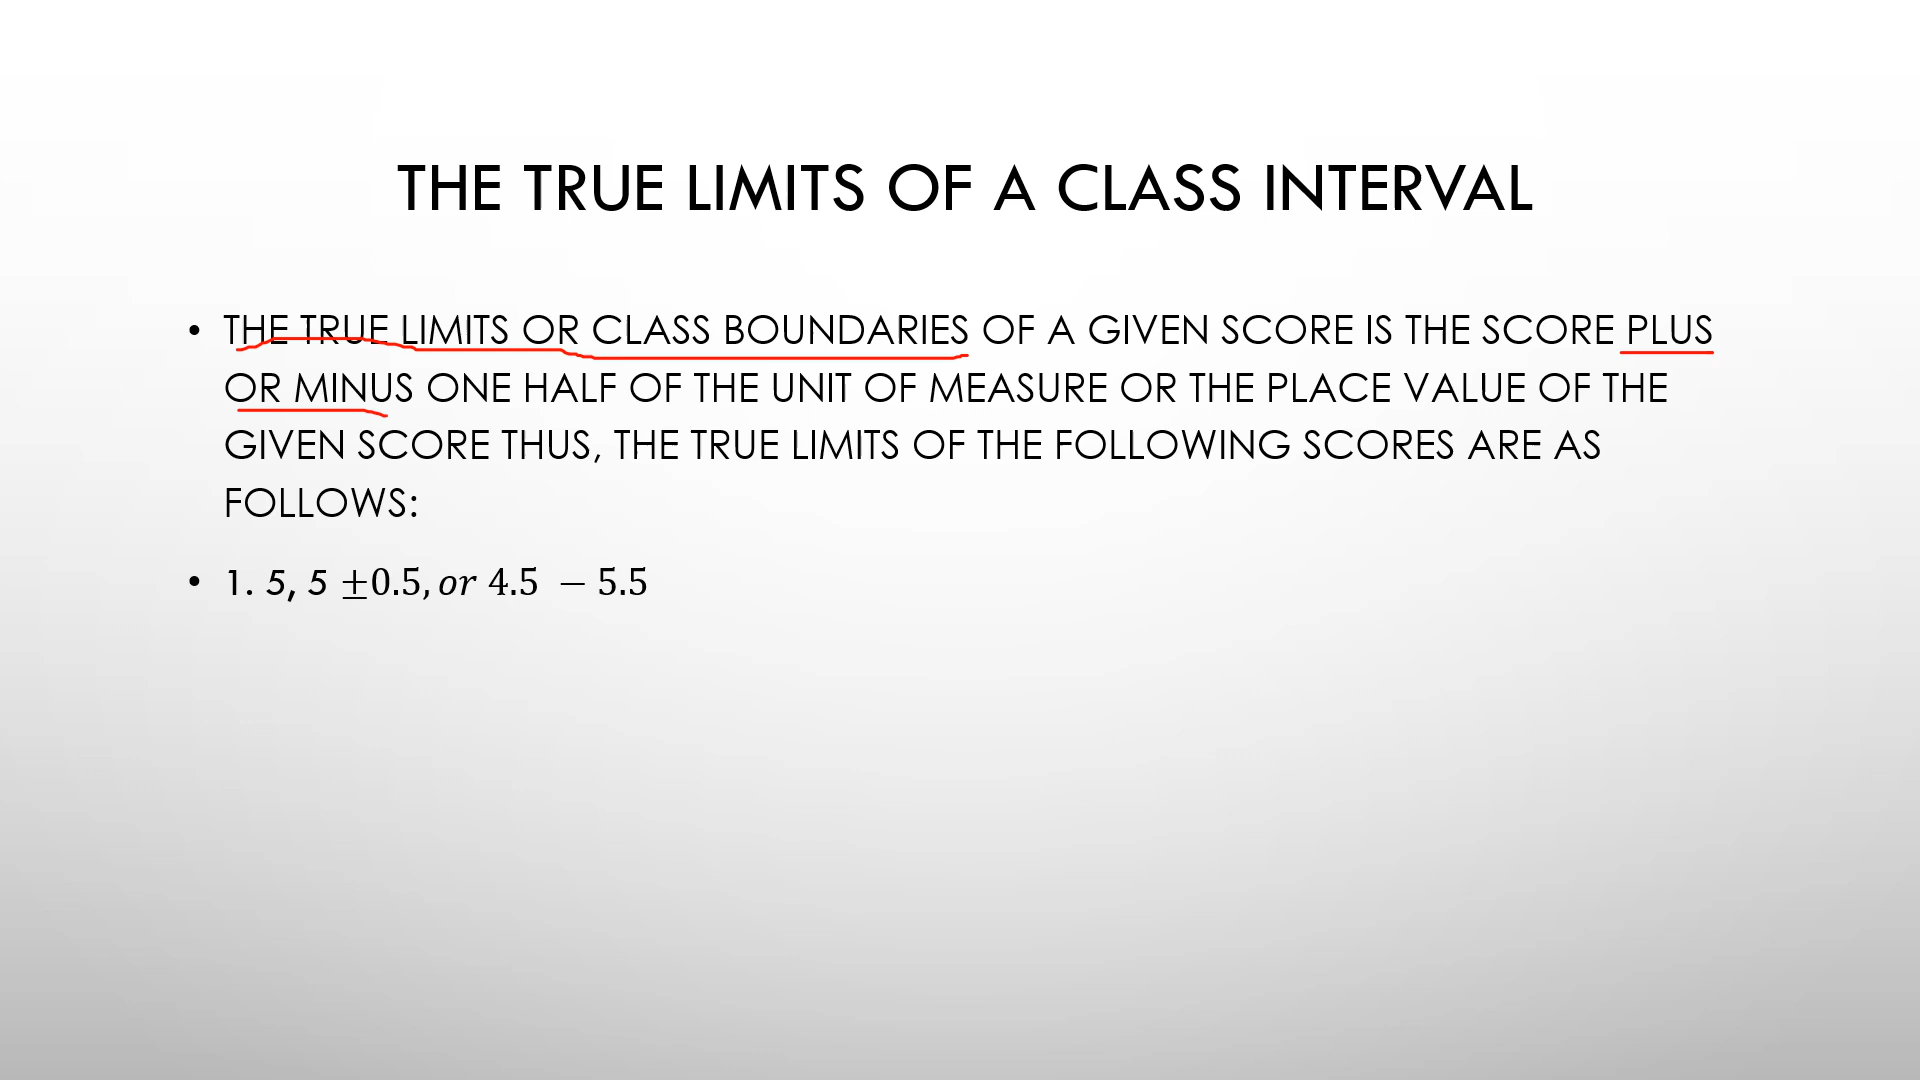 THE TRUE LIMITS OF A CLASS INTERVAL
• THE TRUE LIMITS OR CLASS BOUNDARIES OF A GIVEN SCORE IS THE SCORE PLUS
OR MINUS ONE HALF OF THE UNIT OF MEASURE OR THE PLACE VALUE OF THE
GIVEN SCORE THUS, THE TRUE LIMITS OF THE FOLLOWING SCORES ARE AS
FOLLOWS:
• 1. 5, 5 ±0.5, or 4.5 − 5.5